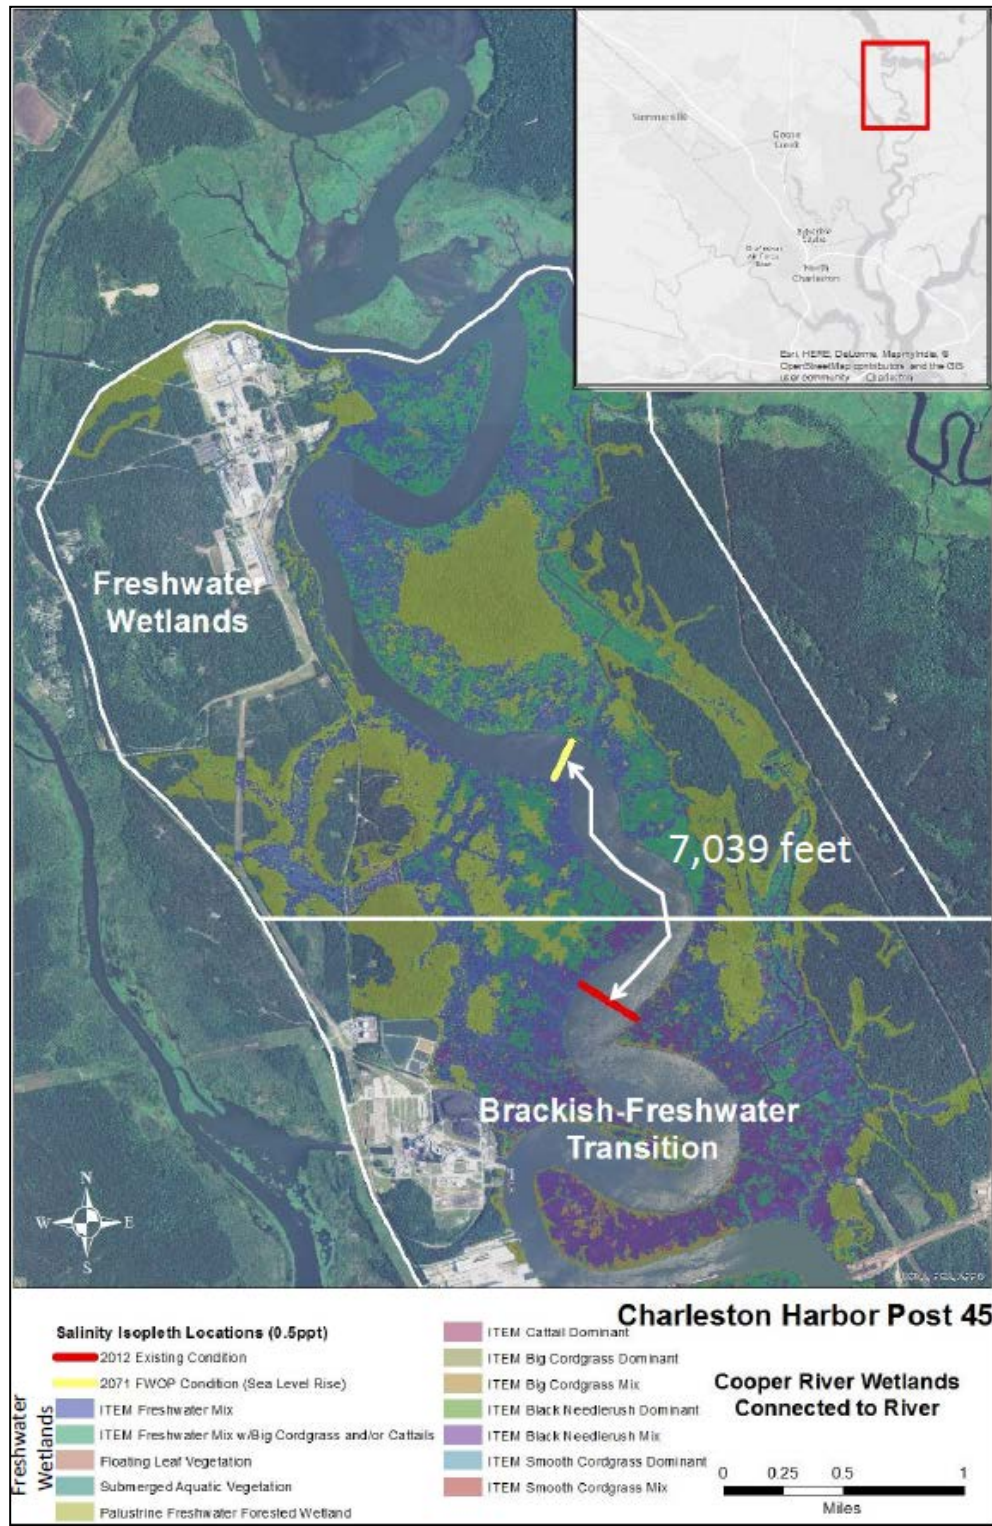 Summerville
Goose
Creek
North
Charleston
Esri, HERE, DeLorme, MapmyIndia, ©
OpenStreetMap contributors, and the GIS
user community
Charleston
Freshwater
Wetlands
7,039 feet
Brackish-Freshwater
Transition
N
W
E
S
Charleston Harbor Post 45
Salinity Isopleth Locations (0.5ppt)
2012 Existing Condition
2071 FWOP Condition (Sea Level Rise)
Freshwater
Wetlands
ITEM Freshwater Mix
ITEM Freshwater Mix w/Big Cordgrass and/or Cattails
Floating Leaf Vegetation
Submerged Aquatic Vegetation
Palustrine Freshwater Forested Wetland
ITEM Cattail Dominant
ITEM Big Cordgrass Dominant
ITEM Big Cordgrass Mix
ITEM Black Needlerush Dominant
ITEM Black Needlerush Mix
ITEM Smooth Cordgrass Dominant
ITEM Smooth Cordgrass Mix
Cooper River Wetlands
Connected to River
0 0.25 0.5 1
Miles